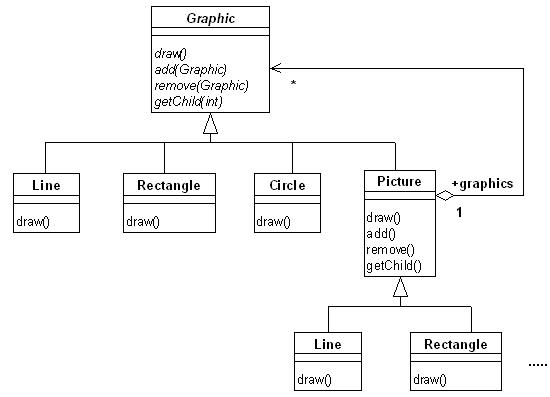 Graphic
draw()
add(Graphic)
remove(Graphic)
getChild(int)
*
Line
draw()
Rectangle
draw()
Circle
draw()
Picture
draw()
add()
remove()
getChild()
+graphics
1
Line
draw()
Rectangle
draw()
.....